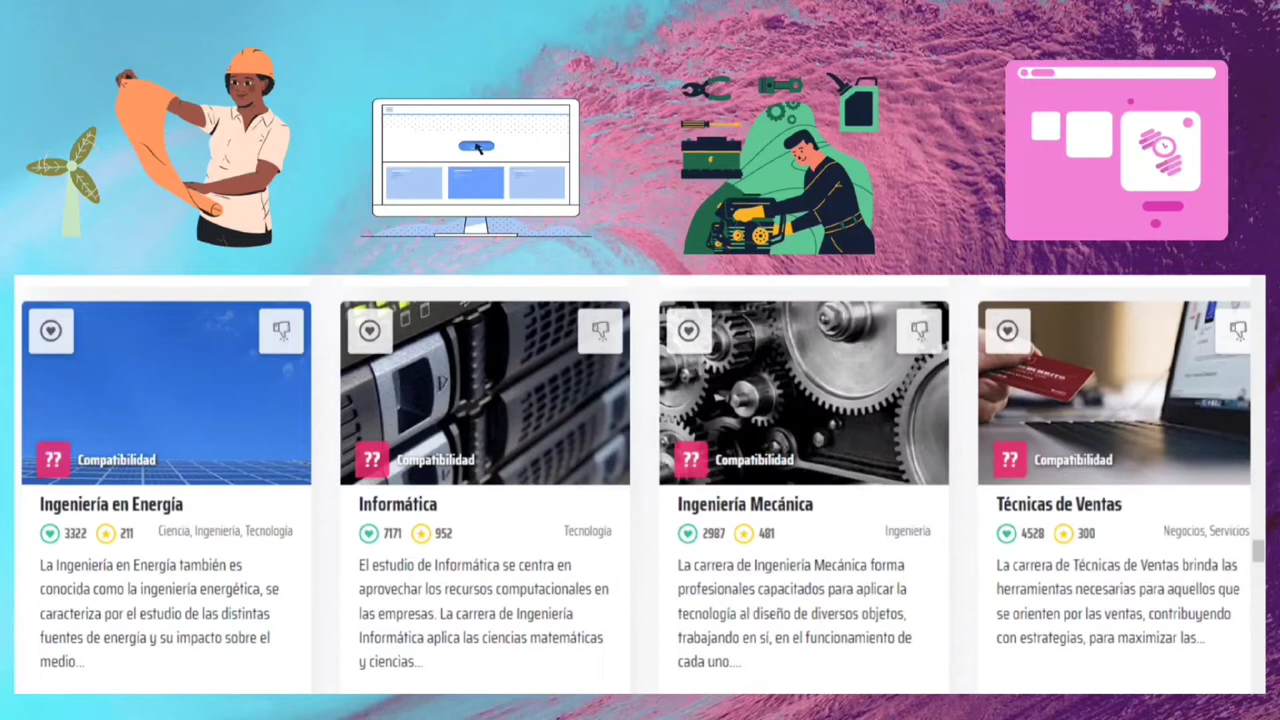 ?? Compatibilidad
Ingeniería en Energía
3322 211 Ciencia, Ingeniería, Tecnología
La Ingeniería en Energía también es
conocida como la ingeniería energética, se
caracteriza por el estudio de las distintas
fuentes de energía y su impacto sobre el
medio...
?? Compatibilidad
Informática
7171 952 Tecnología
El estudio de Informática se centra en
aprovechar los recursos computacionales en
las empresas. La carrera de Ingeniería
Informática aplica las ciencias matemáticas
y ciencias...
?? Compatibilidad
Ingeniería Mecánica
2987 481 Ingeniería
La carrera de Ingeniería Mecánica forma
profesionales capacitados para aplicar la
tecnología al diseño de diversos objetos,
trabajando en sí, en el funcionamiento de
cada uno....
?? Compatibilidad
Técnicas de Ventas
4528 300 Negocios, Servicios
La carrera de Técnicas de Ventas brinda las
herramientas necesarias para aquellos que
se orienten por las ventas, contribuyendo
con estrategias, para maximizar las...